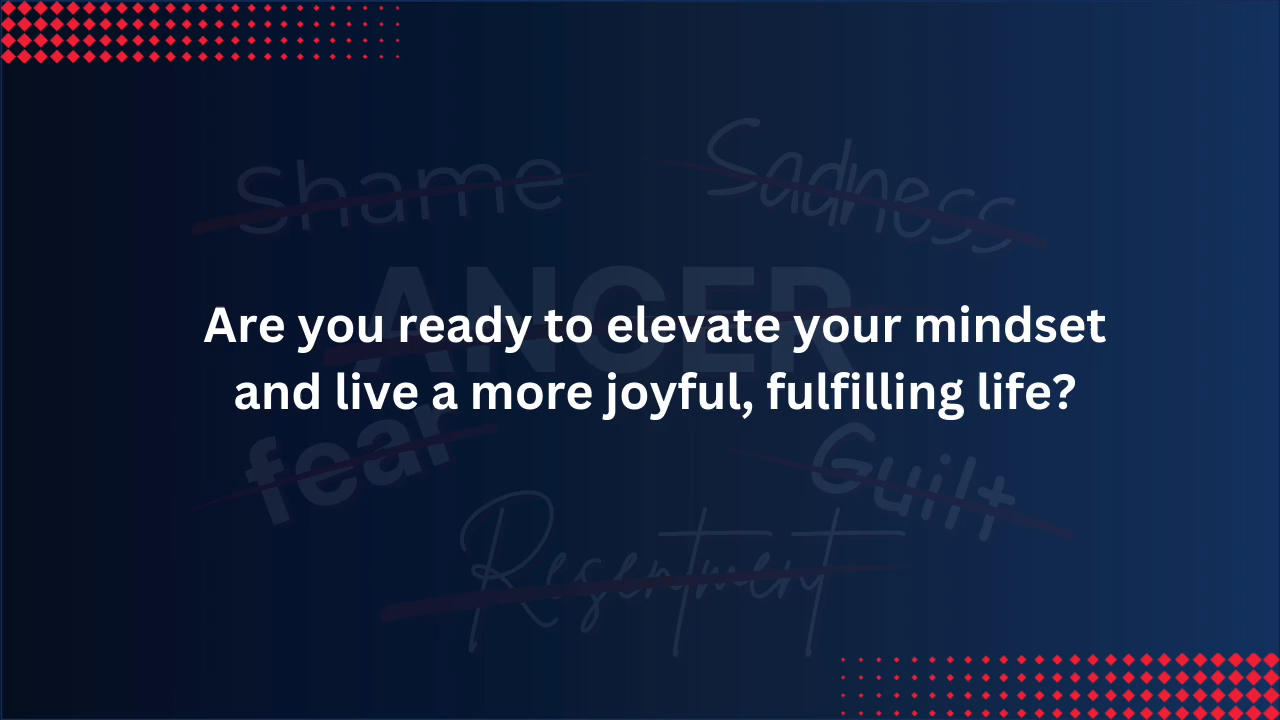 Shame
Sadness
ANGER
Are you ready to elevate your mindset
and live a more joyful, fulfilling life?
fear
Guilt
Resentment